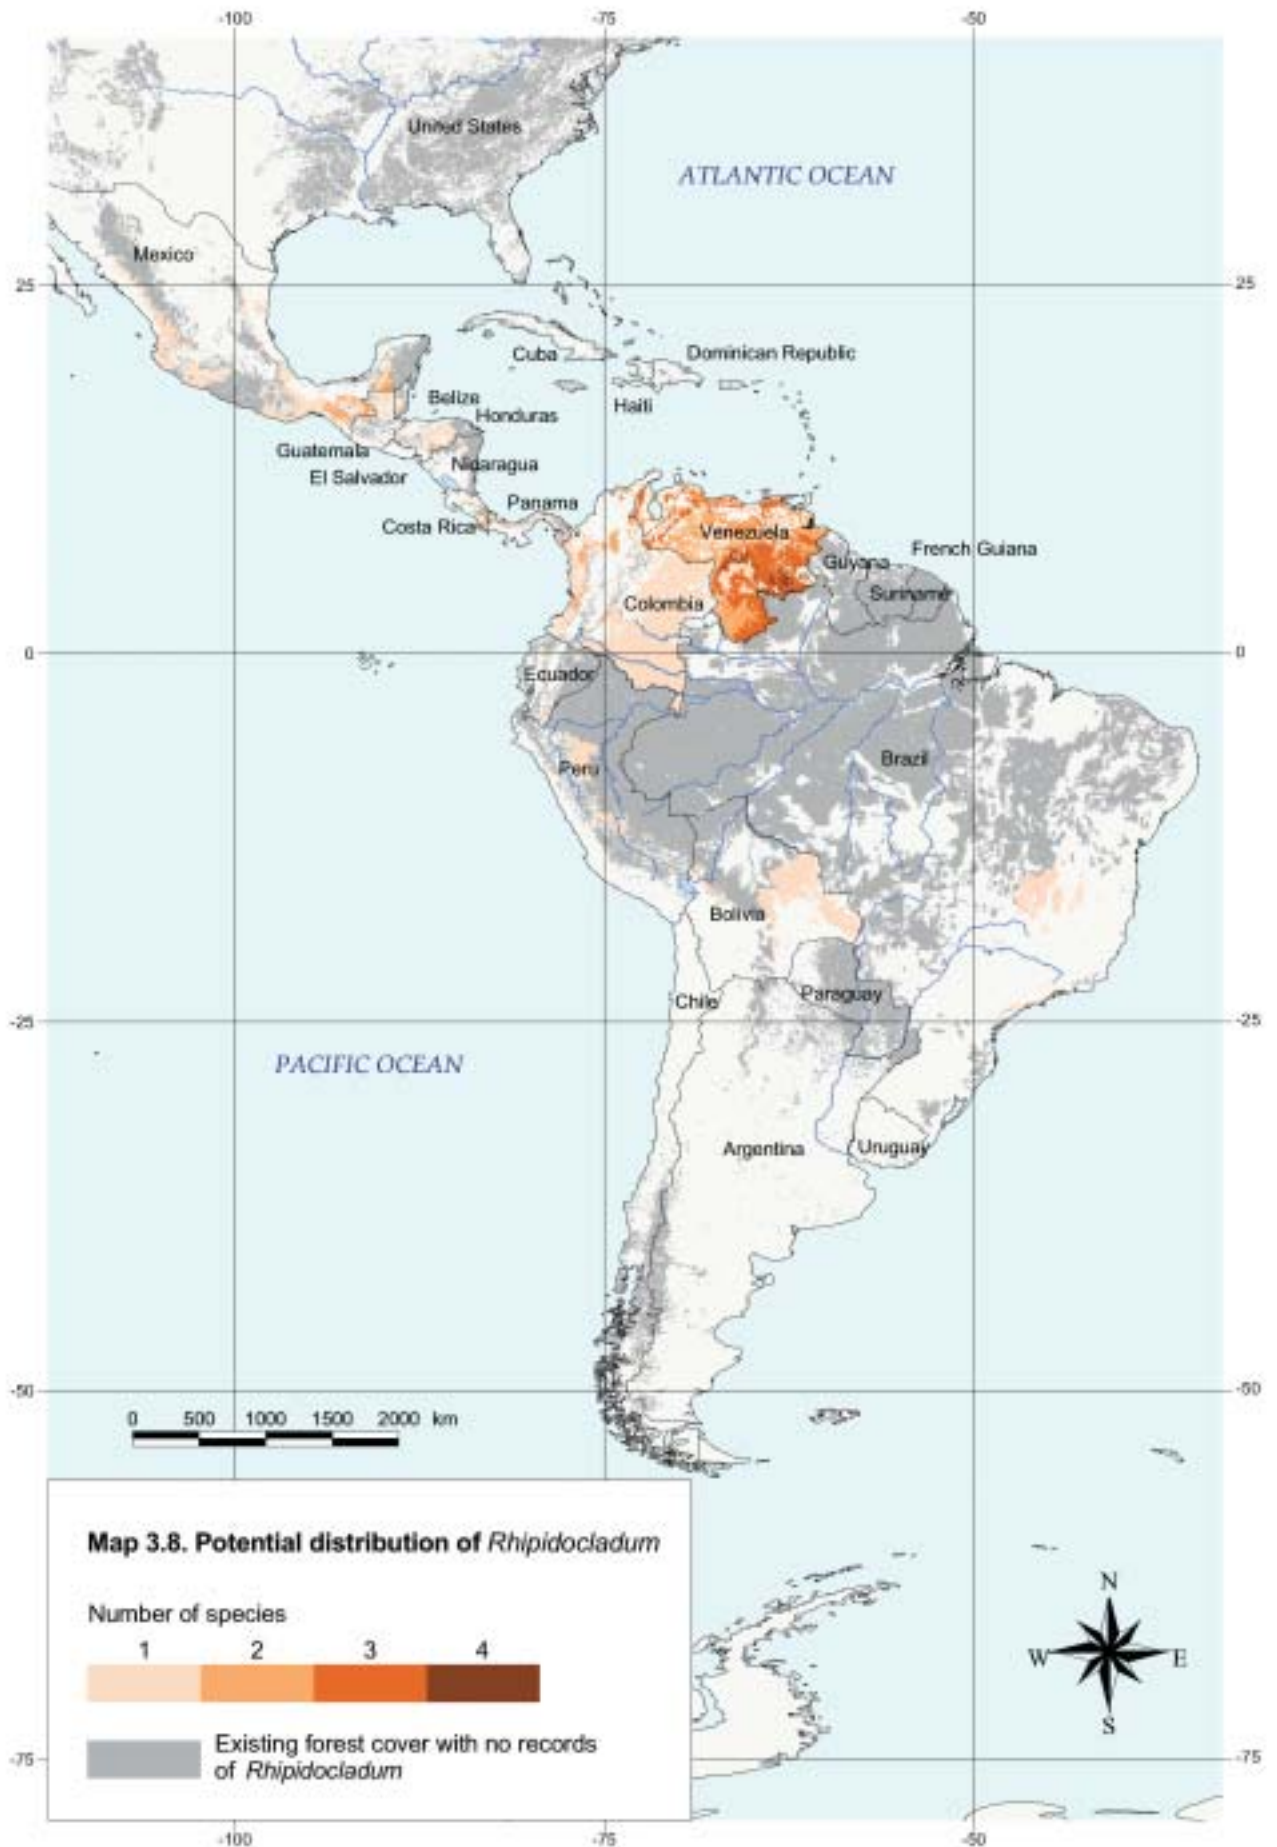 -100 -75 -50
United States
ATLANTIC OCEAN
Mexico
25 25
Cuba
Dominican Republic
Haiti
Belize
Honduras
Guatemala
El Salvador
Nicaragua
Panama
Costa Rica
Venezuela
French Guiana
Guyana
Suriname
Colombia
0 0
Ecuador
Peru
Brazil
Bolivia
Paraguay
Chile
-25 -25
PACIFIC OCEAN
Argentina
Uruguay
-50 -50
0 500 1000 1500 2000 km
Map 3.8. Potential distribution of Rhipidocladum
Number of species
1 2 3 4
Existing forest cover with no records
of Rhipidocladum
N
W E
S
-75 -75
-100 -75 -50